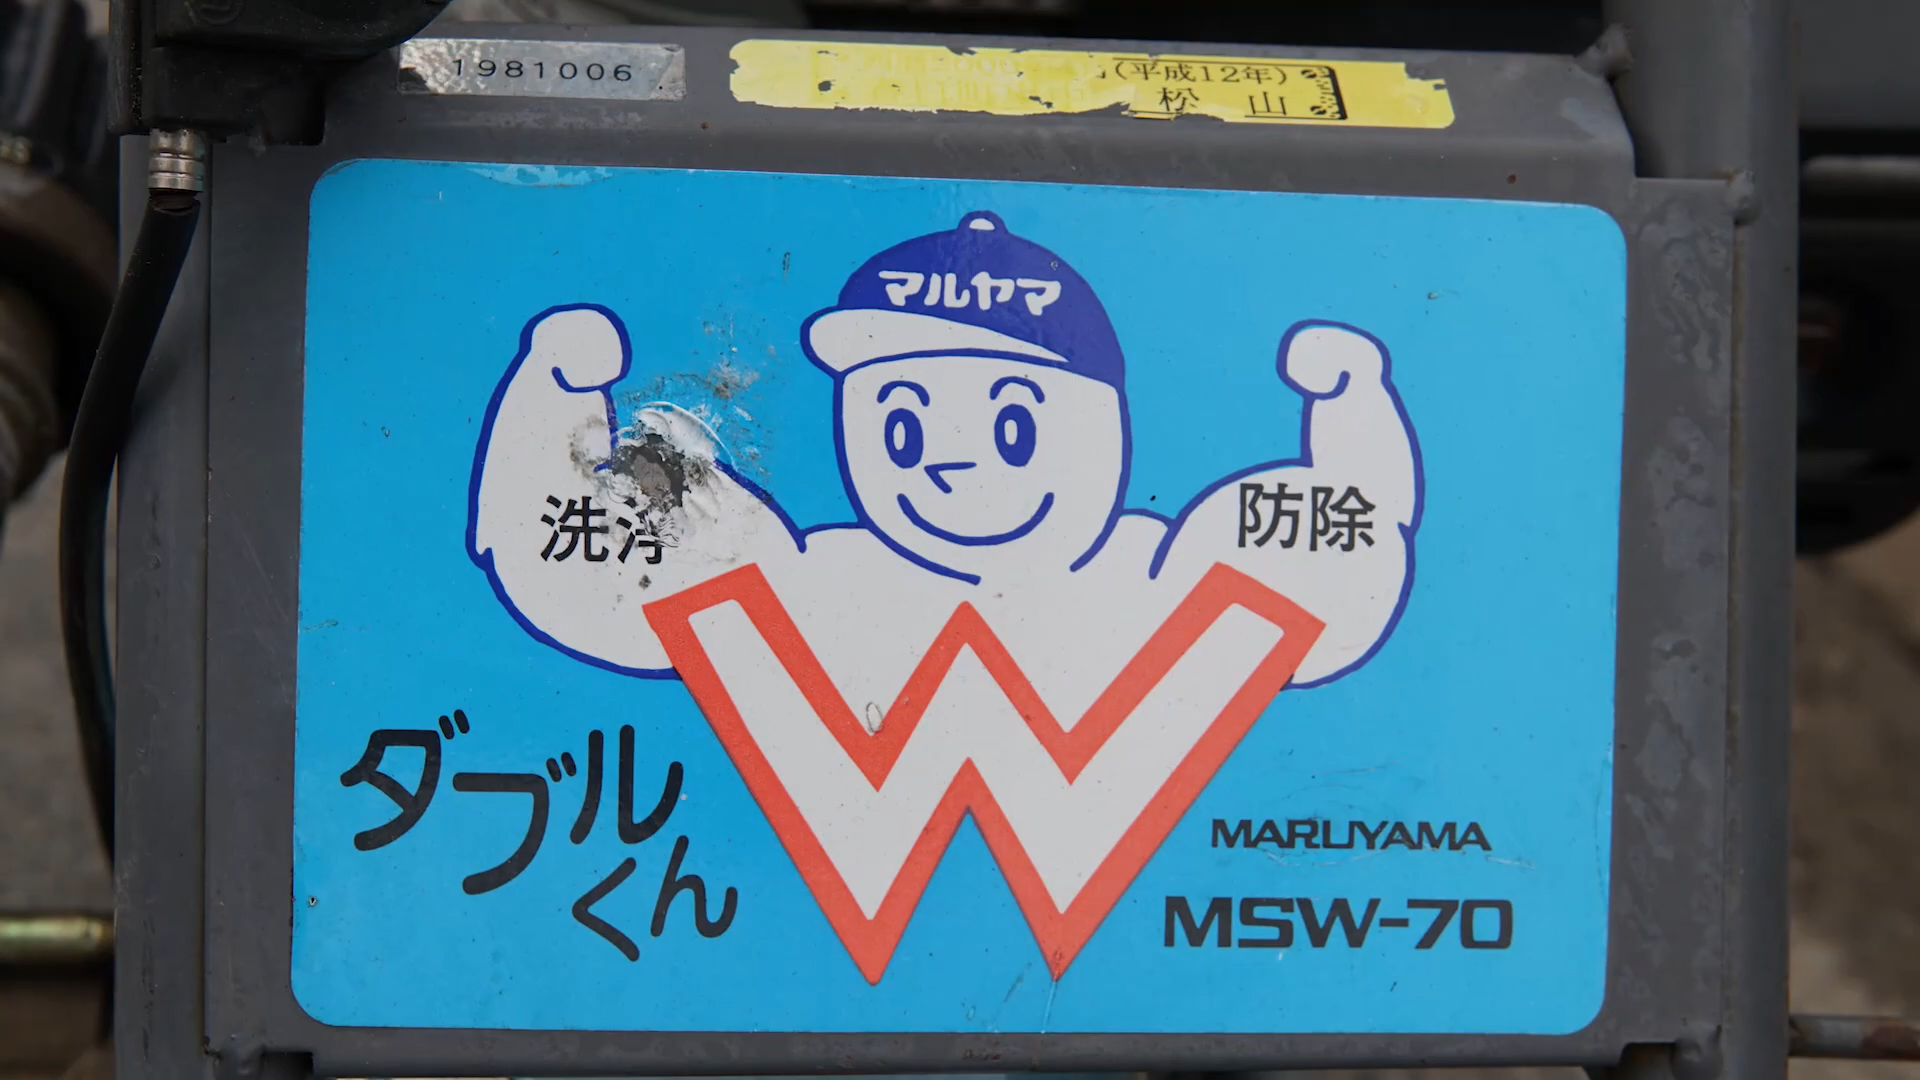 1981006
(平成12年)
松 山
マルヤマ
洗浄
防除
W
ダブルくん
MARUYAMA
MSW-70